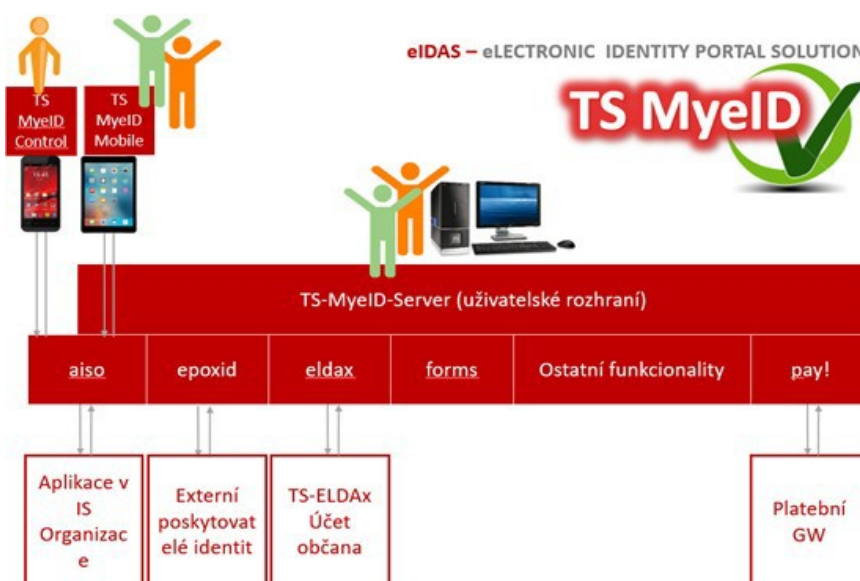 eIDAS – eLECTRONIC IDENTITY PORTAL SOLUTION
TS MyeID
TS
MyeID
Control
TS
MyeID
Mobile
TS-MyeID-Server (uživatelské rozhraní)
aiso
epoxid
eldax
forms
Ostatní funkcionality
pay!
Aplikace v
IS
Organizac
e
Externí
poskytovat
elé identit
TS-ELDAx
Účet
občana
Platební
GW